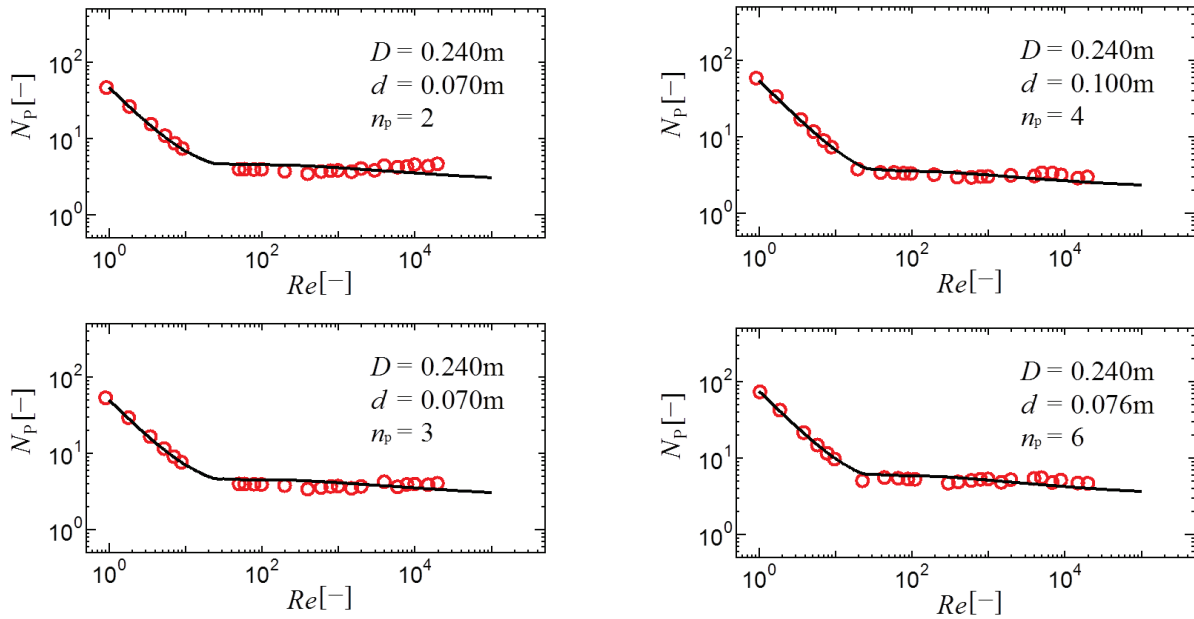 N_P [−]
10^2
10^1
10^0
D = 0.240m
d = 0.070m
n_p = 2
10^0
10^2
10^4
Re[−]
N_P [−]
10^2
10^1
10^0
D = 0.240m
d = 0.100m
n_p = 4
10^0
10^2
10^4
Re[−]
N_P [−]
10^2
10^1
10^0
D = 0.240m
d = 0.070m
n_p = 3
10^0
10^2
10^4
Re[−]
N_P [−]
10^2
10^1
10^0
D = 0.240m
d = 0.076m
n_p = 6
10^0
10^2
10^4
Re[−]